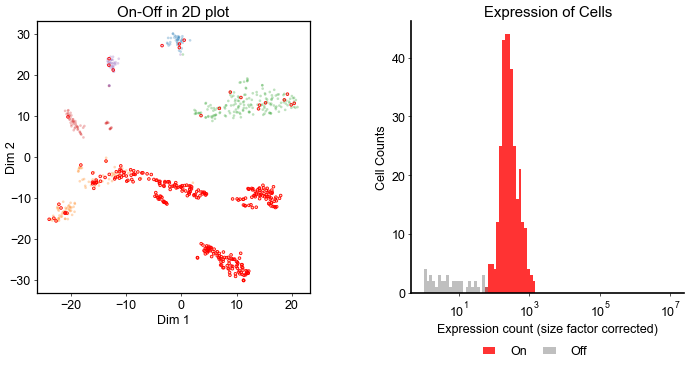 On-Off in 2D plot
30
20
10
0
−10
−20
−30
Dim 2
−20 −10 0 10 20
Dim 1
Expression of Cells
40
30
20
10
0
Cell Counts
10^1 10^3 10^5 10^7
Expression count (size factor corrected)
On Off